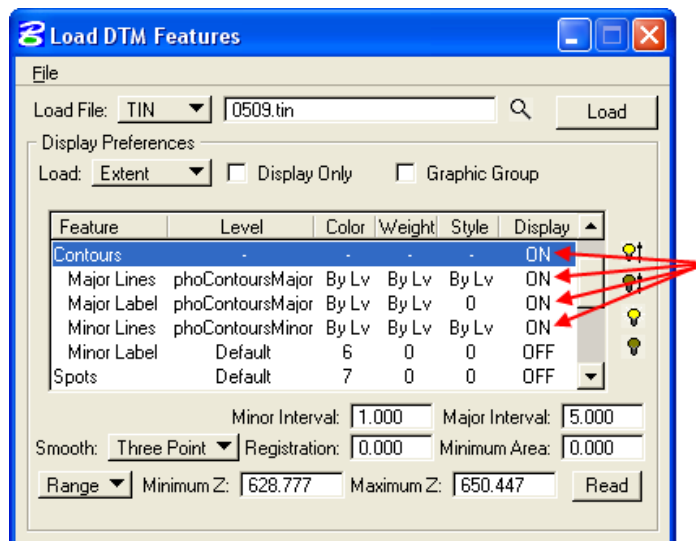 Load DTM Features
File
Load File: TIN 0509.tin Load
Display Preferences
Load: Extent Display Only Graphic Group
Feature Level Color Weight Style Display
Contours - - - - ON
Major Lines phoContoursMajor By Lv By Lv By Lv ON
Major Label phoContoursMajor By Lv By Lv 0 ON
Minor Lines phoContoursMinor By Lv By Lv By Lv ON
Minor Label Default 6 0 0 OFF
Spots Default 7 0 0 OFF
Minor Interval: 1.000 Major Interval: 5.000
Smooth: Three Point Registration: 0.000 Minimum Area: 0.000
Range Minimum Z: 628.777 Maximum Z: 650.447 Read